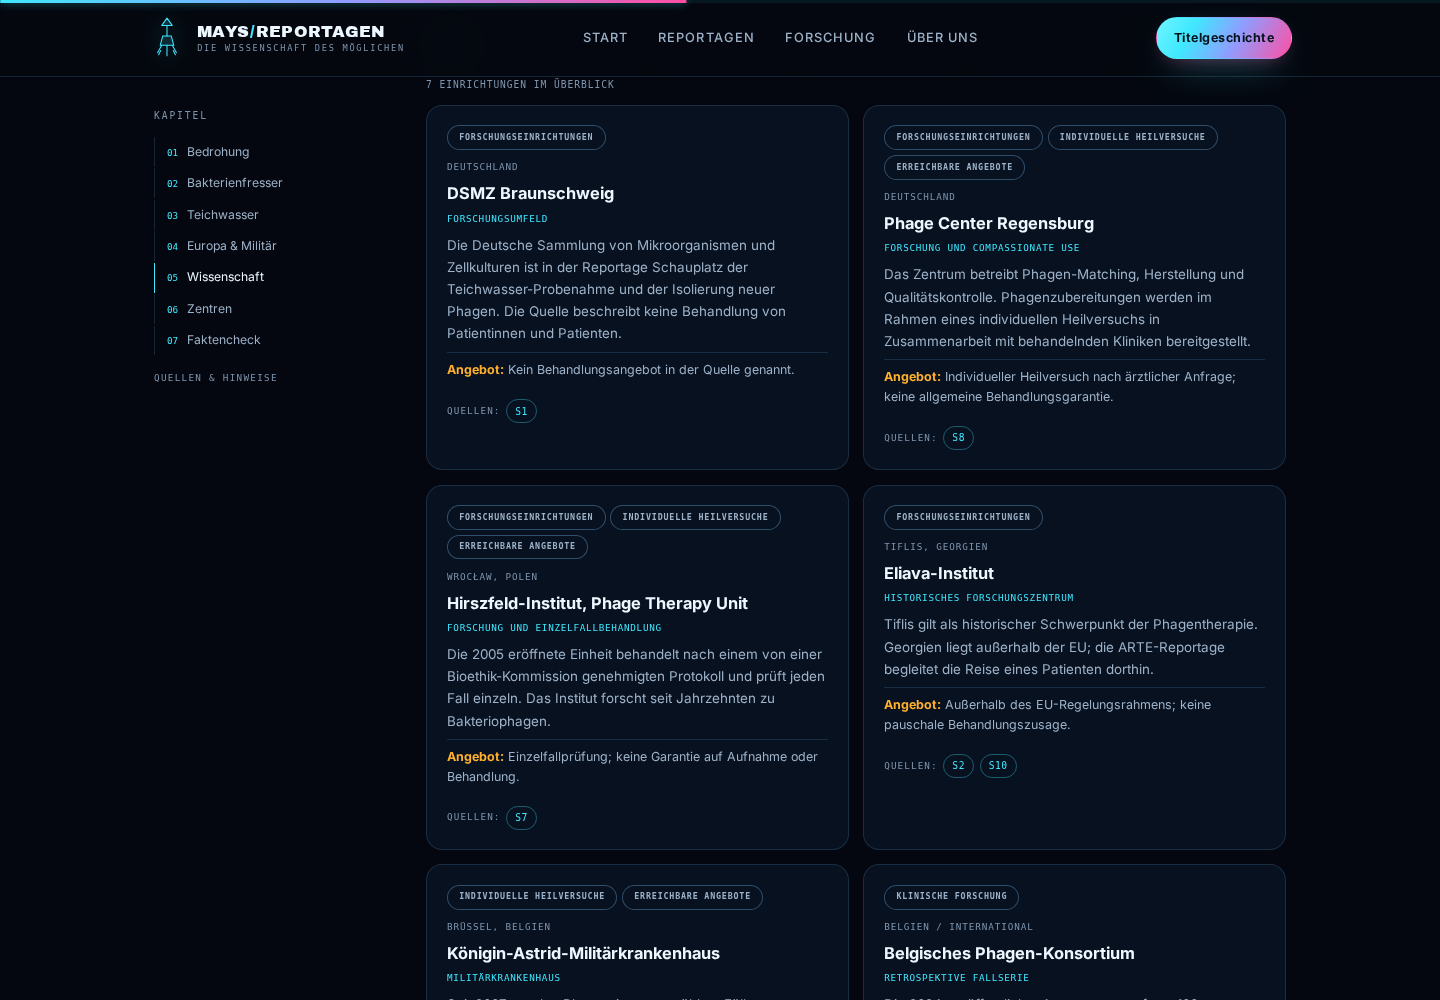 MAYS/REPORTAGEN
DIE WISSENSCHAFT DES MÖGLICHEN
START
REPORTAGEN
FORSCHUNG
ÜBER UNS
Titelgeschichte
KAPITEL
01 Bedrohung
02 Bakterienfresser
03 Teichwasser
04 Europa & Militär
05 Wissenschaft
06 Zentren
07 Faktencheck
QUELLEN & HINWEISE
7 EINRICHTUNGEN IM ÜBERBLICK
FORSCHUNGSEINRICHTUNGEN
DEUTSCHLAND
DSMZ Braunschweig
FORSCHUNGSUMFELD
Die Deutsche Sammlung von Mikroorganismen und
Zellkulturen ist in der Reportage Schauplatz der
Teichwasser-Probenahme und der Isolierung neuer
Phagen. Die Quelle beschreibt keine Behandlung von
Patientinnen und Patienten.
Angebot: Kein Behandlungsangebot in der Quelle genannt.
QUELLEN: S1
FORSCHUNGSEINRICHTUNGEN
INDIVIDUELLE HEILVERSUCHE
ERREICHBARE ANGEBOTE
DEUTSCHLAND
Phage Center Regensburg
FORSCHUNG UND COMPASSIONATE USE
Das Zentrum betreibt Phagen-Matching, Herstellung und
Qualitätskontrolle. Phagenzubereitungen werden im
Rahmen eines individuellen Heilversuchs in
Zusammenarbeit mit behandelnden Kliniken bereitgestellt.
Angebot: Individueller Heilversuch nach ärztlicher Anfrage;
keine allgemeine Behandlungsgarantie.
QUELLEN: S8
FORSCHUNGSEINRICHTUNGEN
INDIVIDUELLE HEILVERSUCHE
ERREICHBARE ANGEBOTE
WROCŁAW, POLEN
Hirszfeld-Institut, Phage Therapy Unit
FORSCHUNG UND EINZELFALLBEHANDLUNG
Die 2005 eröffnete Einheit behandelt nach einem von einer
Bioethik-Kommission genehmigten Protokoll und prüft jeden
Fall einzeln. Das Institut forscht seit Jahrzehnten zu
Bakteriophagen.
Angebot: Einzelfallprüfung; keine Garantie auf Aufnahme oder
Behandlung.
QUELLEN: S7
FORSCHUNGSEINRICHTUNGEN
TIFLIS, GEORGIEN
Eliava-Institut
HISTORISCHES FORSCHUNGSZENTRUM
Tiflis gilt als historischer Schwerpunkt der Phagentherapie.
Georgien liegt außerhalb der EU; die ARTE-Reportage
begleitet die Reise eines Patienten dorthin.
Angebot: Außerhalb des EU-Regelungsrahmens; keine
pauschale Behandlungszusage.
QUELLEN: S2 S10
INDIVIDUELLE HEILVERSUCHE
ERREICHBARE ANGEBOTE
BRÜSSEL, BELGIEN
Königin-Astrid-Militärkrankenhaus
MILITÄRKRANKENHAUS
KLINISCHE FORSCHUNG
BELGIEN / INTERNATIONAL
Belgisches Phagen-Konsortium
RETROSPEKTIVE FALLSERIE